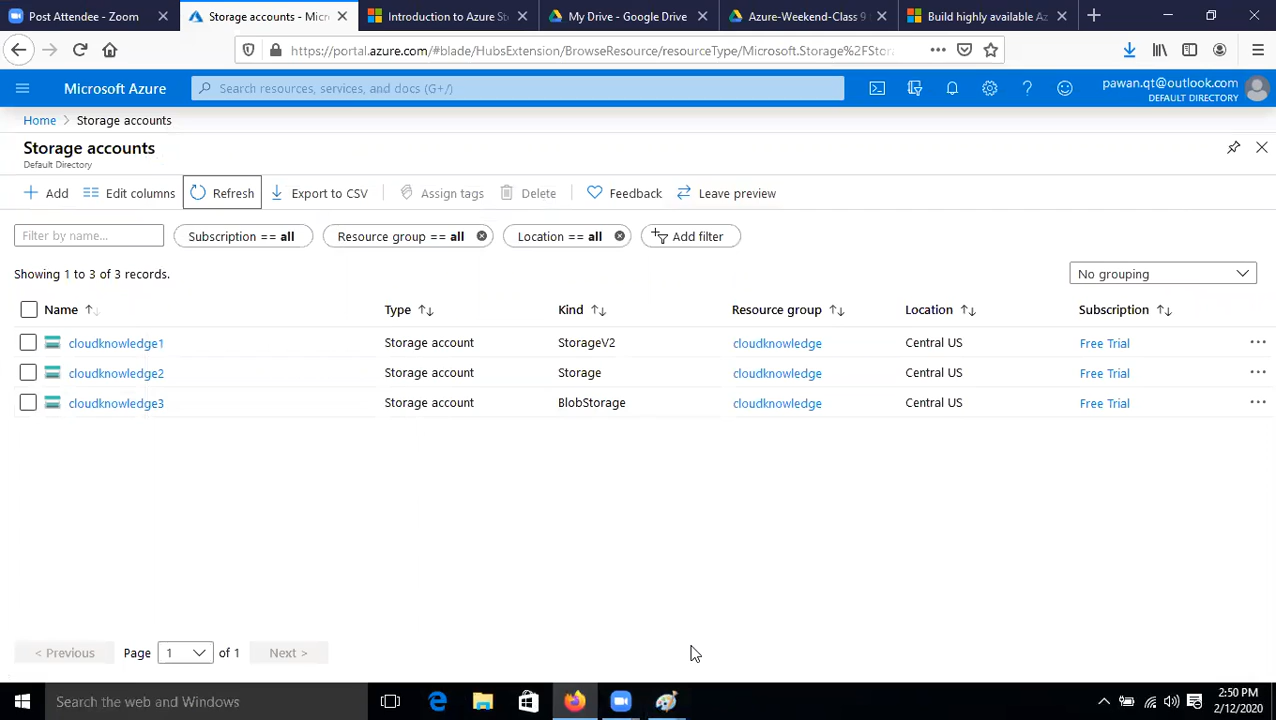 Post Attendee - Zoom
Storage accounts - Micr
Introduction to Azure St
My Drive - Google Drive
Azure-Weekend-Class 9
Build highly available Az
https://portal.azure.com/#blade/HubsExtension/BrowseResource/resourceType/Microsoft.Storage%2FStora
Microsoft Azure
Search resources, services, and docs (G+/)
pawan.qt@outlook.com
DEFAULT DIRECTORY
Home > Storage accounts
Storage accounts
Default Directory
Add
Edit columns
Refresh
Export to CSV
Assign tags
Delete
Feedback
Leave preview
Filter by name...
Subscription == all
Resource group == all
Location == all
Add filter
Showing 1 to 3 of 3 records.
No grouping
Name Type Kind Resource group Location Subscription
cloudknowledge1 Storage account StorageV2 cloudknowledge Central US Free Trial
cloudknowledge2 Storage account Storage cloudknowledge Central US Free Trial
cloudknowledge3 Storage account BlobStorage cloudknowledge Central US Free Trial
< Previous Page 1 of 1 Next >
Search the web and Windows
2:50 PM
2/12/2020